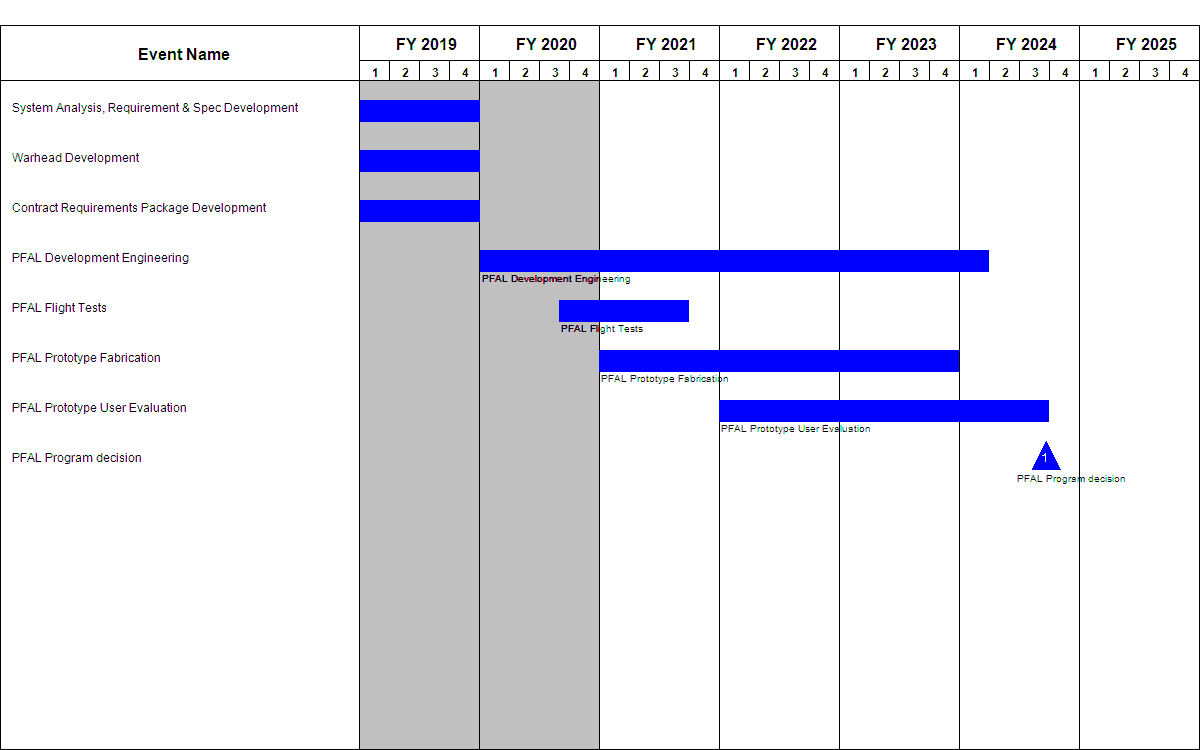 Event Name
FY 2019 FY 2020 FY 2021 FY 2022 FY 2023 FY 2024 FY 2025
1 2 3 4 1 2 3 4 1 2 3 4 1 2 3 4 1 2 3 4 1 2 3 4 1 2 3 4
System Analysis, Requirement & Spec Development
Warhead Development
Contract Requirements Package Development
PFAL Development Engineering
PFAL Development Engineering
PFAL Flight Tests
PFAL Flight Tests
PFAL Prototype Fabrication
PFAL Prototype Fabrication
PFAL Prototype User Evaluation
PFAL Prototype User Evaluation
PFAL Program decision
1
PFAL Program decision